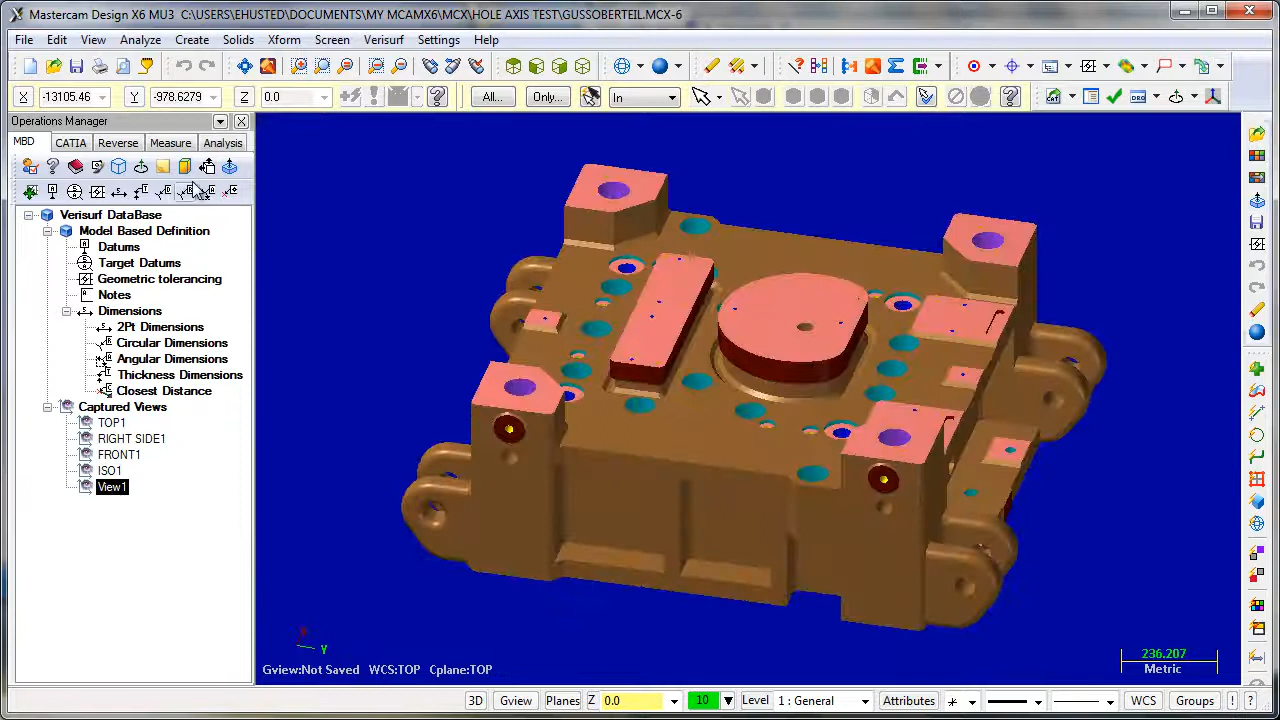 Mastercam Design X6 MU3 C:\USERS\EHUSTED\DOCUMENTS\MY MCAMX6\MCX\HOLE AXIS TEST\GUSSOBERTEIL.MCX-6
File Edit View Analyze Create Solids Xform Screen Verisurf Settings Help
X -13105.46 Y -978.6279 Z 0.0 All... Only... In
Operations Manager
MBD CATIA Reverse Measure Analysis
Verisurf DataBase
Model Based Definition
Datums
Target Datums
Geometric tolerancing
Notes
Dimensions
2Pt Dimensions
Circular Dimensions
Angular Dimensions
Thickness Dimensions
Closest Distance
Captured Views
TOP1
RIGHT SIDE1
FRONT1
ISO1
View1
Y
Gview:Not Saved WCS:TOP Cplane:TOP
236.207
Metric
3D Gview Planes Z 0.0 10 Level 1 : General Attributes WCS Groups ! ?